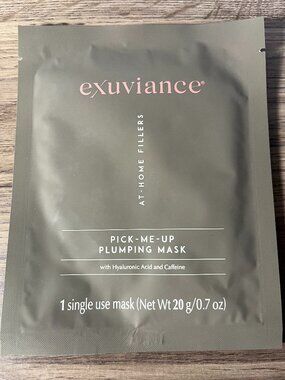 exuviance®
AT-HOME FILLERS
PICK-ME-UP
PLUMPING MASK
with Hyaluronic Acid and Caffeine
1 single use mask (Net Wt 20 g/0.7 oz)